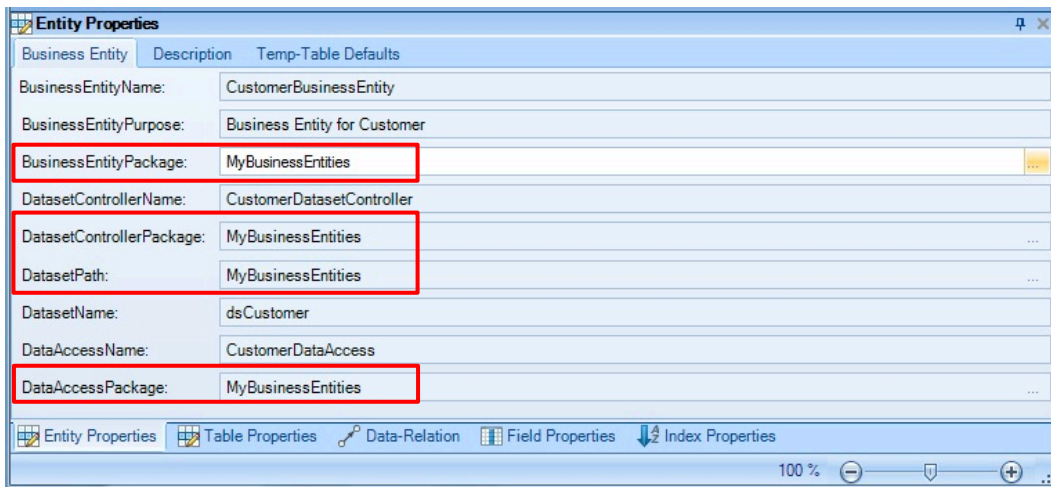 Entity Properties
Business Entity Description Temp-Table Defaults
BusinessEntityName: CustomerBusinessEntity
BusinessEntityPurpose: Business Entity for Customer
BusinessEntityPackage: MyBusinessEntities ...
DatasetControllerName: CustomerDatasetController
DatasetControllerPackage: MyBusinessEntities ...
DatasetPath: MyBusinessEntities ...
DatasetName: dsCustomer
DataAccessName: CustomerDataAccess
DataAccessPackage: MyBusinessEntities ...
Entity Properties Table Properties Data-Relation Field Properties Index Properties
100 %